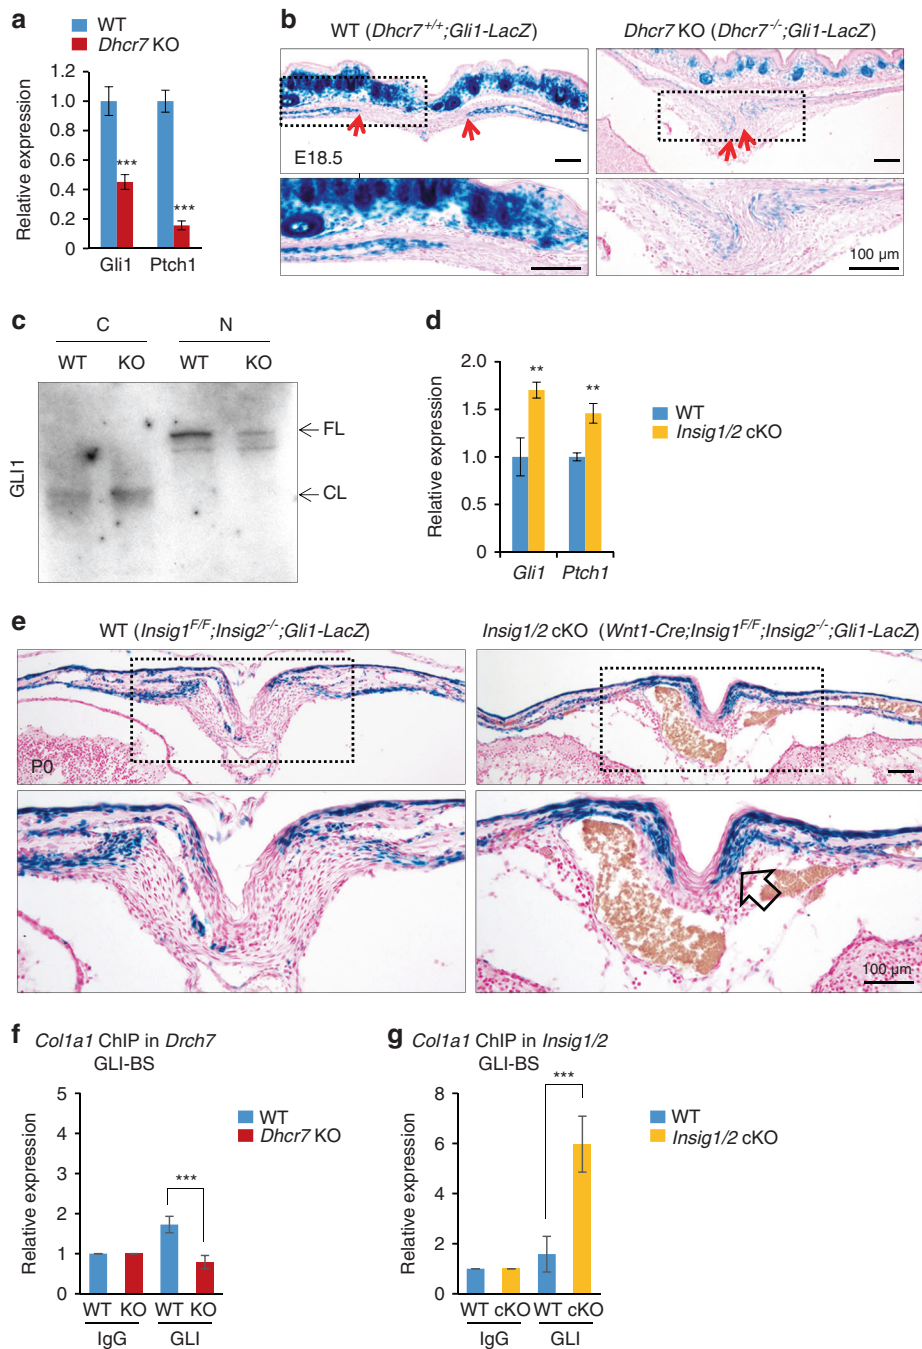 a
WT
Dhcr7 KO
Relative expression
1.2
1.0
0.8
0.6
0.4
0.2
0
***
***
Gli1 Ptch1
b
WT (Dhcr7+/+;Gli1-LacZ)
Dhcr7 KO (Dhcr7-/-;Gli1-LacZ)
E18.5
100 µm
c
C N
WT KO WT KO
GLI1
FL
CL
d
Relative expression
2.0
1.5
1.0
0.5
0
**
**
Gli1 Ptch1
WT
Insig1/2 cKO
e
WT (Insig1F/F;Insig2-/-;Gli1-LacZ)
Insig1/2 cKO (Wnt1-Cre;Insig1F/F;Insig2-/-;Gli1-LacZ)
P0
100 µm
f
Col1a1 ChIP in Drch7
GLI-BS
Relative expression
5
4
3
2
1
0
***
WT KO WT KO
IgG GLI
WT
Dhcr7 KO
g
Col1a1 ChIP in Insig1/2
GLI-BS
Relative expression
8
6
4
2
0
***
WT cKO WT cKO
IgG GLI
WT
Insig1/2 cKO